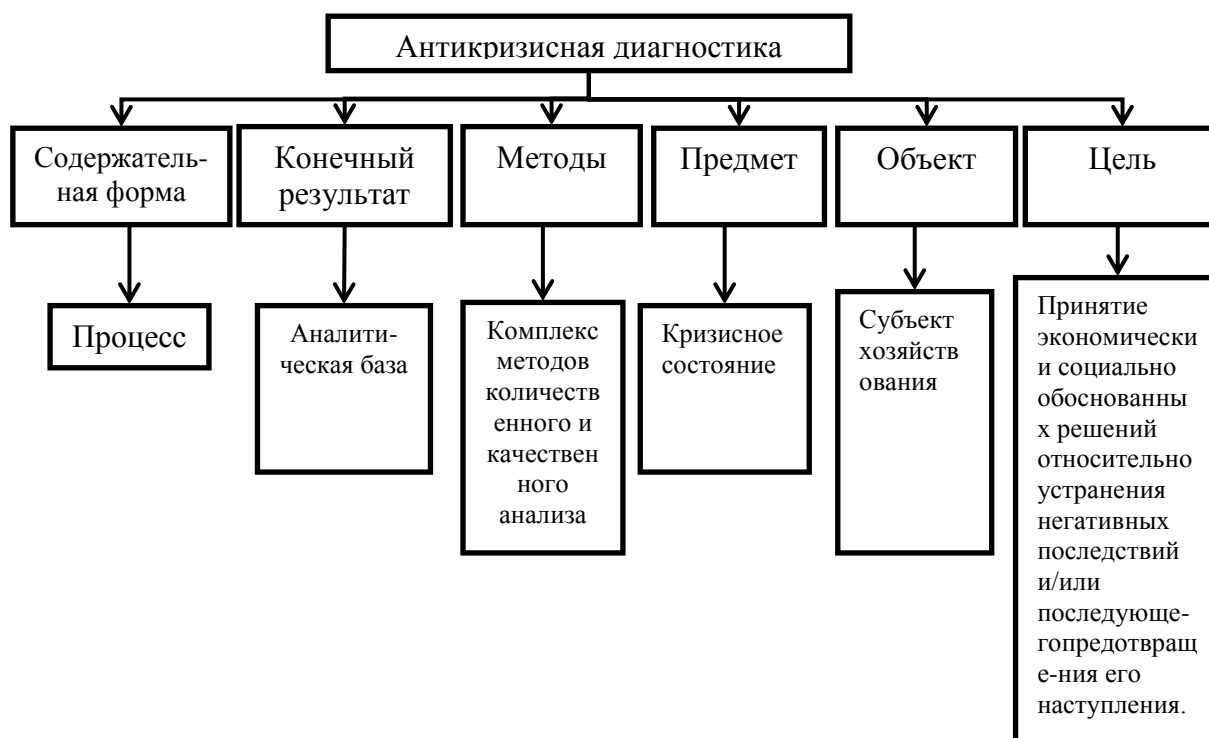 Антикризисная диагностика
Содержатель-
ная форма
Конечный
результат
Методы
Предмет
Объект
Цель
Процесс
Аналити-
ческая база
Комплекс
методов
количеств
енного и
качествен
ного
анализа
Кризисное
состояние
Субъект
хозяйств
ования
Принятие
экономически
и социально
обоснованны
х решений
относительно
устранения
негативных
последствий
и/или
последующе-
гопредотвращ
е-ния его
наступления.